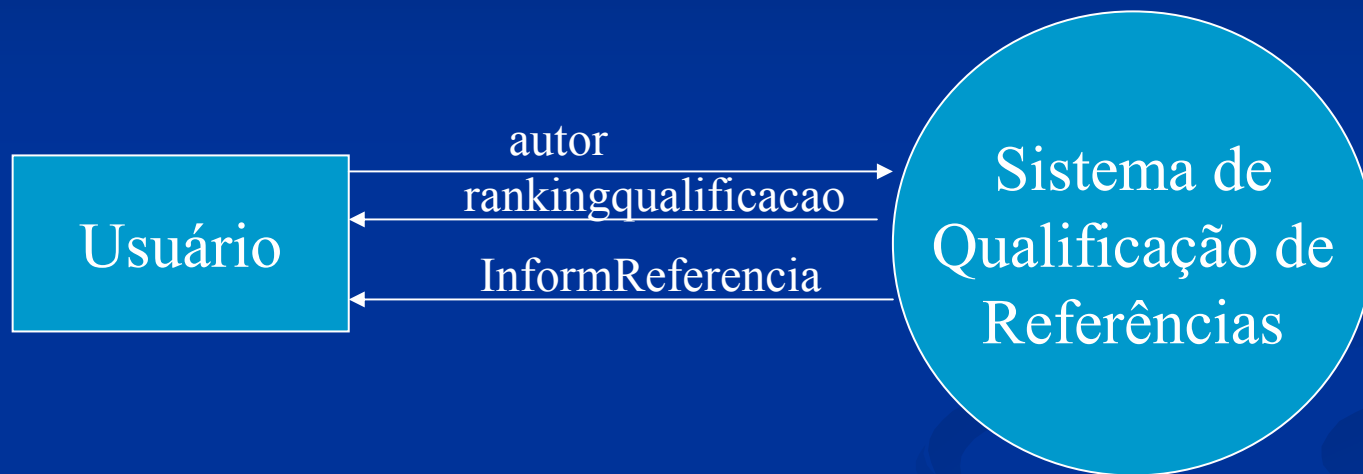 Usuário
autor
rankingqualificacao
InformReferencia
Sistema de
Qualificação de
Referências